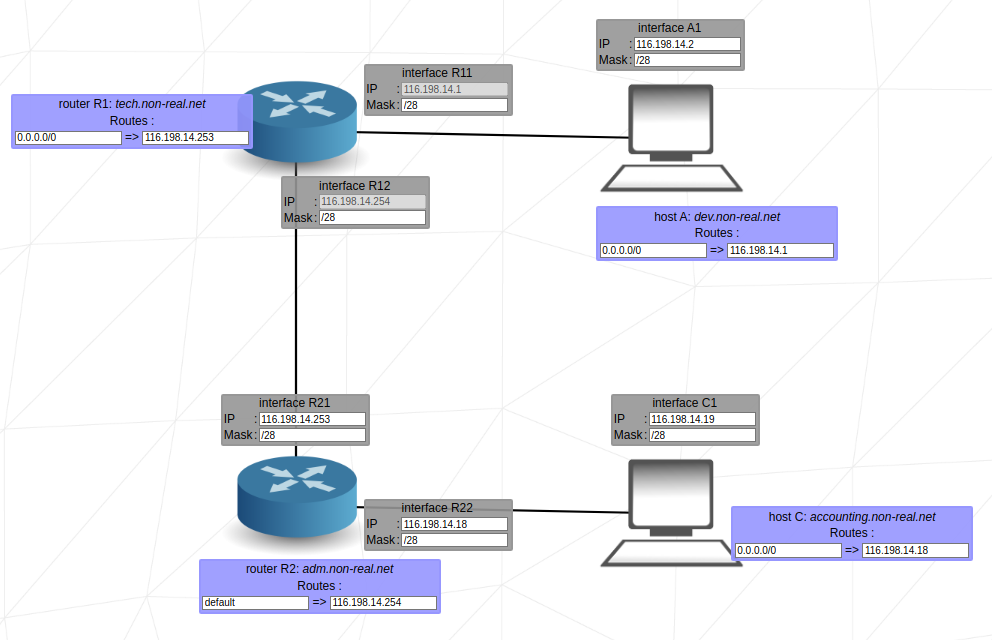 interface A1
IP : 116.198.14.2
Mask : /28
interface R11
IP : 116.198.14.1
Mask : /28
router R1: tech.non-real.net
Routes :
0.0.0.0/0 => 116.198.14.253
interface R12
IP : 116.198.14.254
Mask : /28
host A: dev.non-real.net
Routes :
0.0.0.0/0 => 116.198.14.1
interface R21
IP : 116.198.14.253
Mask : /28
interface C1
IP : 116.198.14.19
Mask : /28
interface R22
IP : 116.198.14.18
Mask : /28
host C: accounting.non-real.net
Routes :
0.0.0.0/0 => 116.198.14.18
router R2: adm.non-real.net
Routes :
default => 116.198.14.254